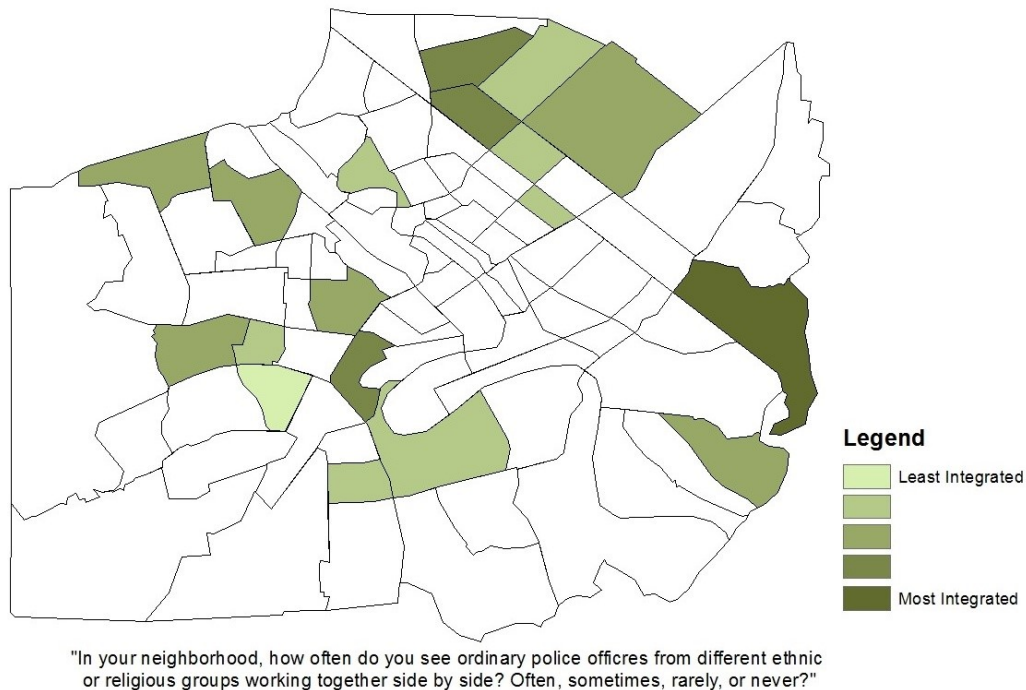 Legend
Least Integrated
Most Integrated
"In your neighborhood, how often do you see ordinary police offícres from different ethnic
or religious groups working together side by side? Often, sometimes, rarely, or never?"